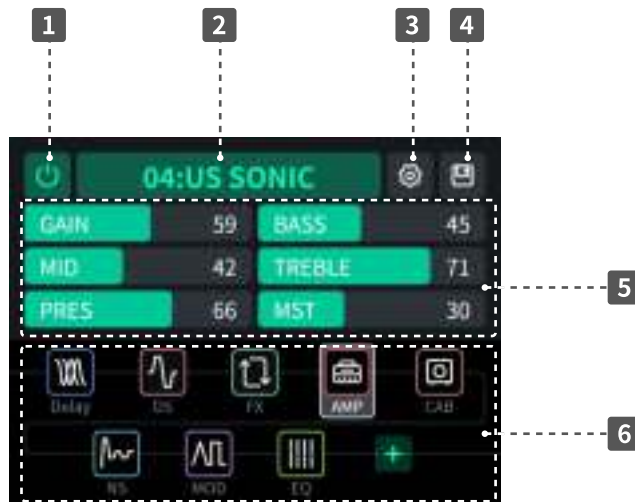 1 2 3 4
04:US SONIC
GAIN 59 BASS 45
MID 42 TREBLE 71
5
PRES 66 MST 30
Delay OS FX AMP CAB
6
NS MOD EQ